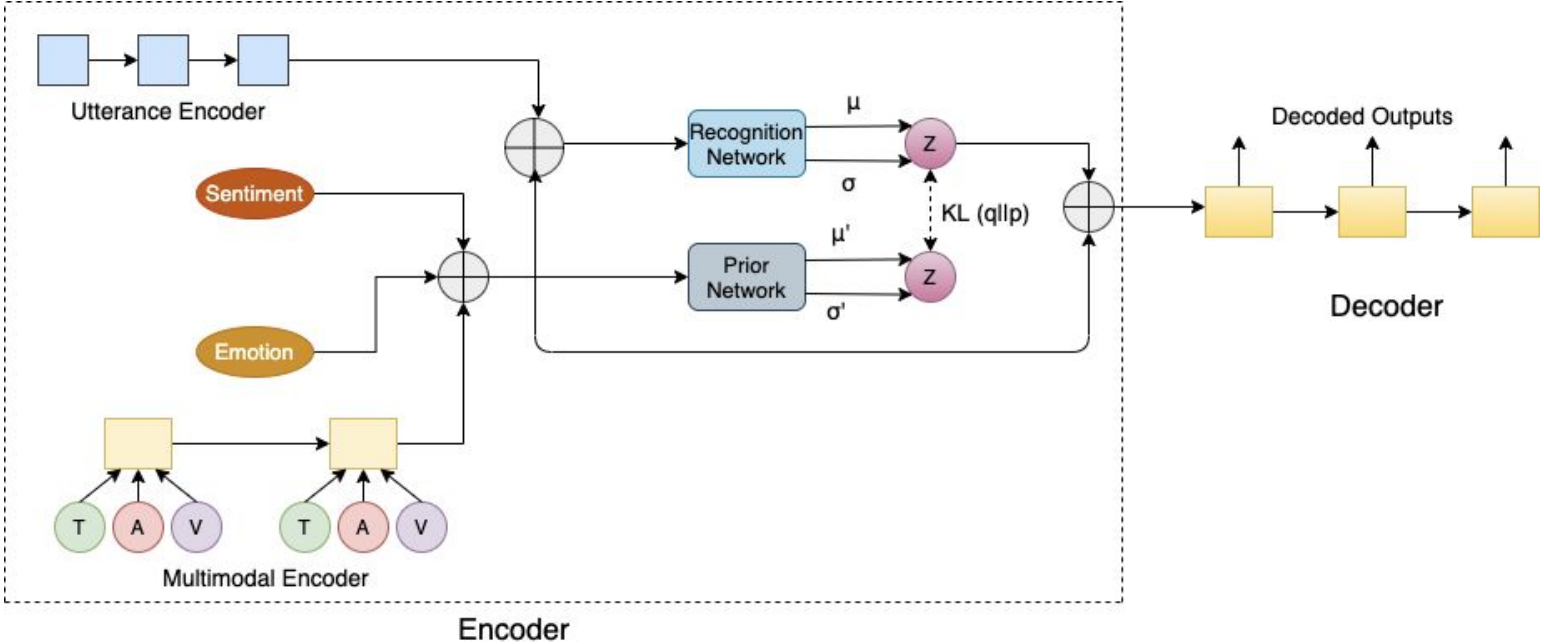 Utterance Encoder
Sentiment
Emotion
T
A
V
T
A
V
Multimodal Encoder
Recognition
Network
μ
σ
Z
KL (q||p)
Prior
Network
μ'
σ'
Z
Decoded Outputs
Decoder
Encoder